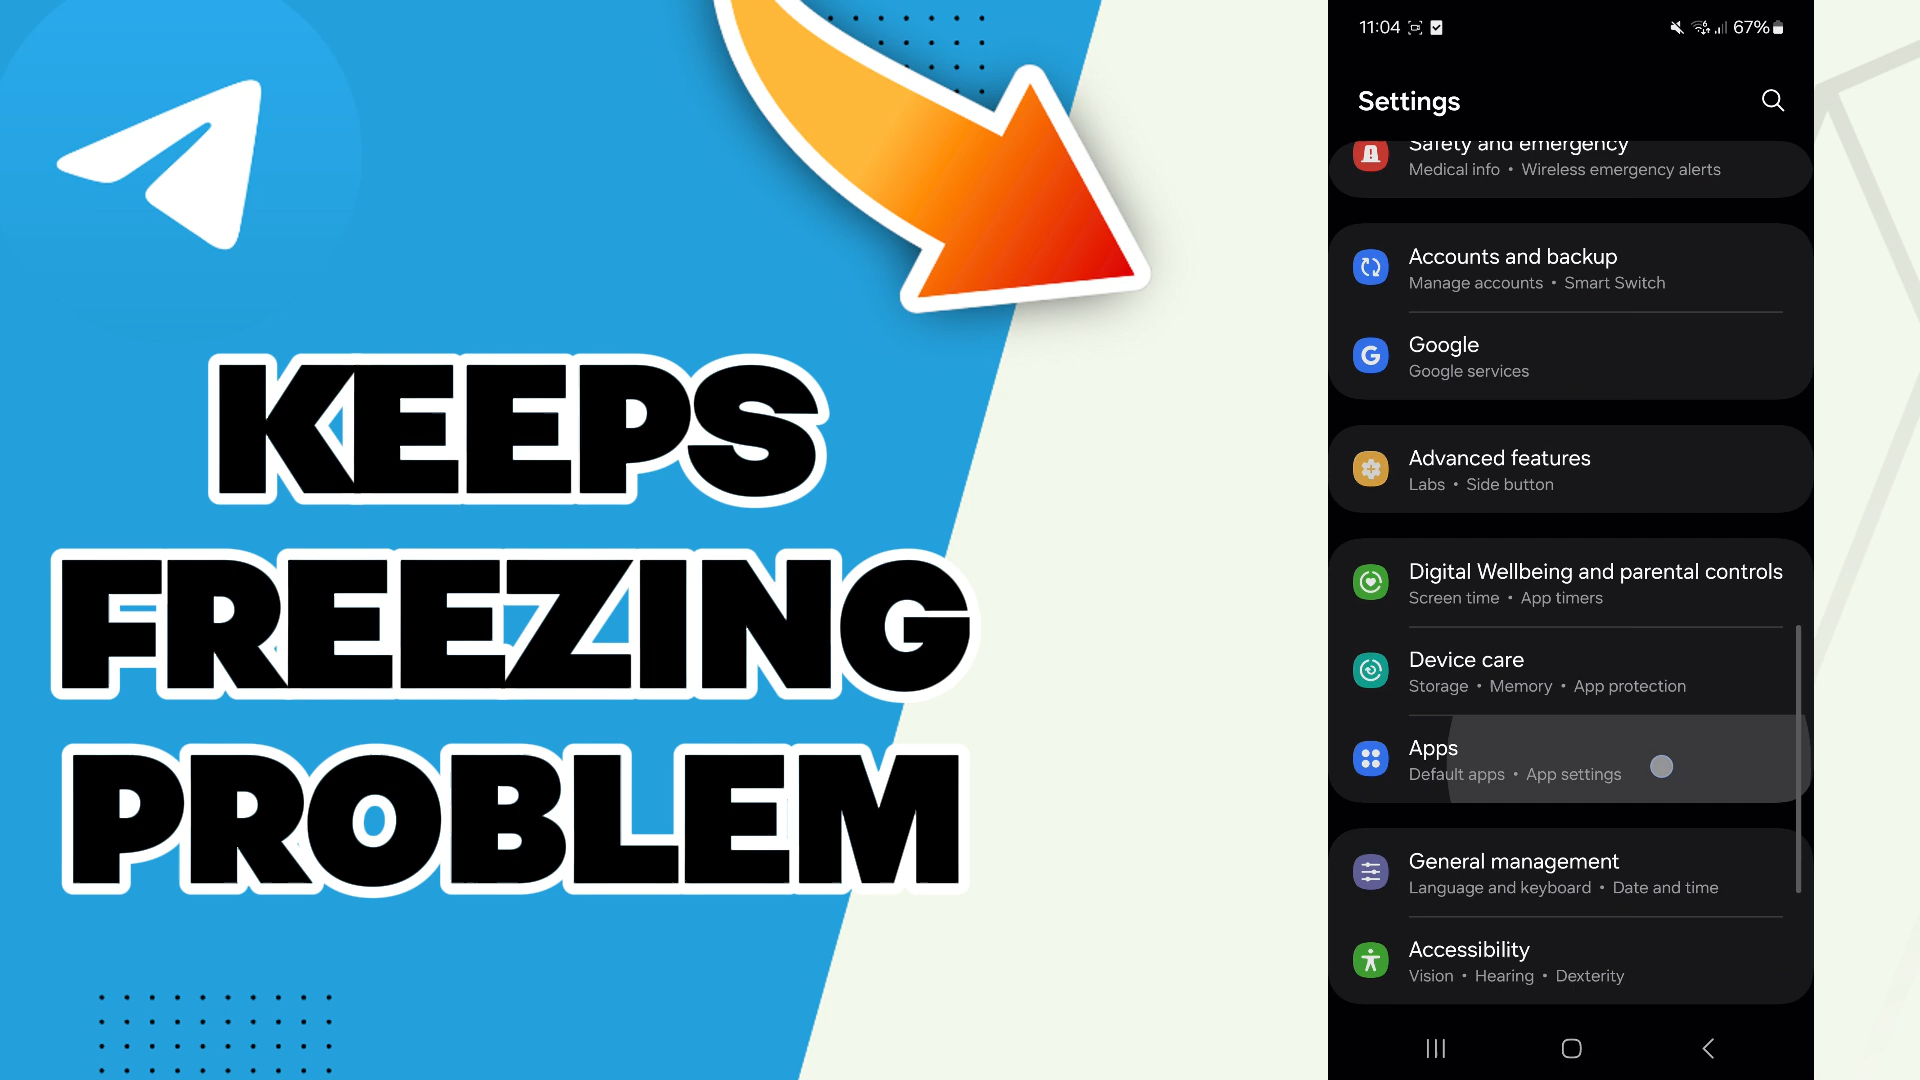 KEEPS
FREEZING
PROBLEM
11:04
67%
Settings
Safety and emergency
Medical info • Wireless emergency alerts
Accounts and backup
Manage accounts • Smart Switch
Google
Google services
Advanced features
Labs • Side button
Digital Wellbeing and parental controls
Screen time • App timers
Device care
Storage • Memory • App protection
Apps
Default apps • App settings
General management
Language and keyboard • Date and time
Accessibility
Vision • Hearing • Dexterity